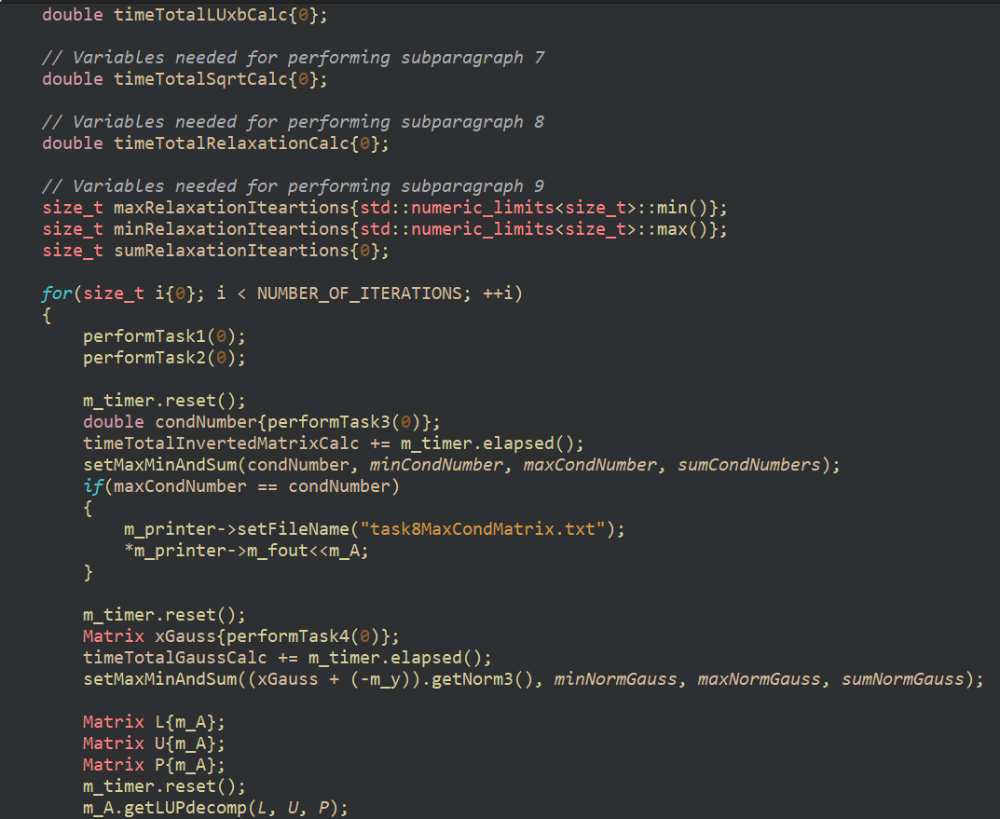 double timeTotalLUxbCalc{0};
// Variables needed for performing subparagraph 7
double timeTotalSqrtCalc{0};
// Variables needed for performing subparagraph 8
double timeTotalRelaxationCalc{0};
// Variables needed for performing subparagraph 9
size_t maxRelaxationIteartions{std::numeric_limits<size_t>::min()};
size_t minRelaxationIteartions{std::numeric_limits<size_t>::max()};
size_t sumRelaxationIteartions{0};
for(size_t i{0}; i < NUMBER_OF_ITERATIONS; ++i)
{
performTask1(0);
performTask2(0);
m_timer.reset();
double condNumber{performTask3(0)};
timeTotalInvertedMatrixCalc += m_timer.elapsed();
setMaxMinAndSum(condNumber, minCondNumber, maxCondNumber, sumCondNumbers);
if(maxCondNumber == condNumber)
{
m_printer->setFileName("task8MaxCondMatrix.txt");
*m_printer->m_fout<<m_A;
}
m_timer.reset();
Matrix xGauss{performTask4(0)};
timeTotalGaussCalc += m_timer.elapsed();
setMaxMinAndSum((xGauss + (-m_y)).getNorm3(), minNormGauss, maxNormGauss, sumNormGauss);
Matrix L{m_A};
Matrix U{m_A};
Matrix P{m_A};
m_timer.reset();
m_A.getLUPdecomp(L, U, P);